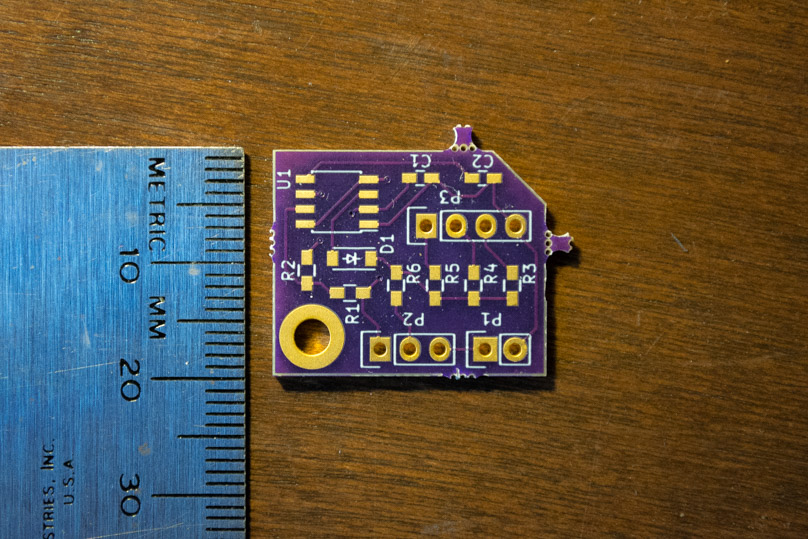 METRIC
MM
10
20
30
STRIES, INC.
U.S.A
U1
C1
C2
P3
D1
R2
R1
R6
R5
R4
R3
P2
P1